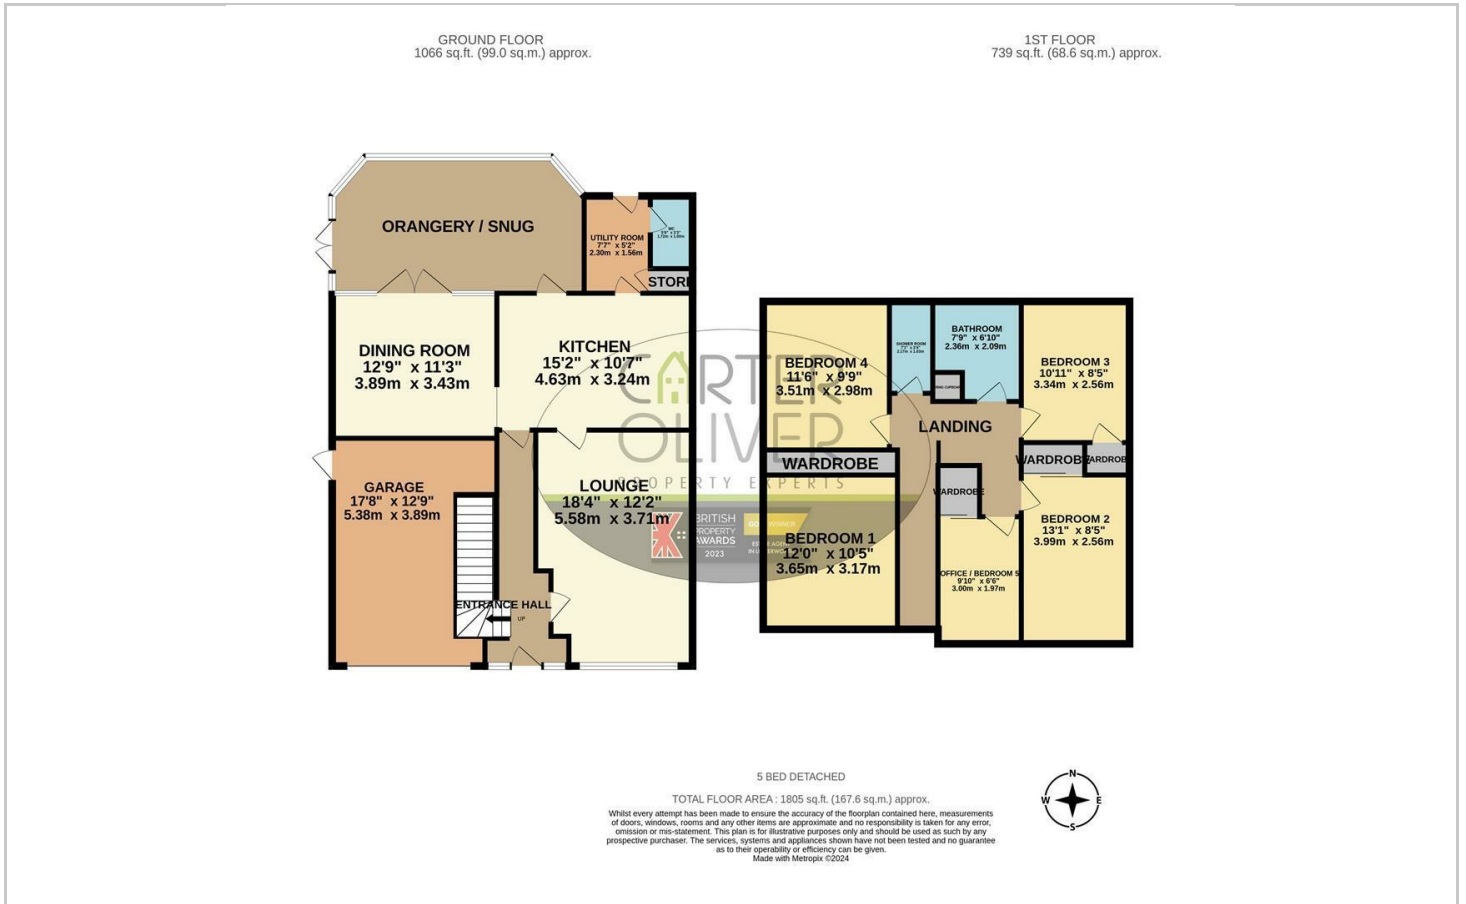 GROUND FLOOR
1066 sq.ft. (99.0 sq.m.) approx.
1ST FLOOR
739 sq.ft. (68.6 sq.m.) approx.
ORANGERY / SNUG
UTILITY ROOM
7'7" x 5'2"
2.30m x 1.56m
WC
STORE
DINING ROOM
12'9" x 11'3"
3.89m x 3.43m
KITCHEN
15'2" x 10'7"
4.63m x 3.24m
GARAGE
17'8" x 12'9"
5.38m x 3.89m
LOUNGE
18'4" x 12'2"
5.58m x 3.71m
ENTRANCE HALL
UP
CARTER
OLIVER
PROPERTY EXPERTS
BRITISH
PROPERTY
AWARDS
2023
GOLD WINNER
ESTATE AGENT
BEDROOM 4
11'6" x 9'9"
3.51m x 2.98m
SHOWER ROOM
BATHROOM
7'9" x 6'10"
2.36m x 2.09m
BEDROOM 3
10'11" x 8'5"
3.34m x 2.56m
LANDING
WARDROBE
WARDROBE
WARDROBE
WARDROBE
BEDROOM 1
12'0" x 10'5"
3.65m x 3.17m
BEDROOM 2
13'1" x 8'5"
3.99m x 2.56m
OFFICE / BEDROOM 5
9'10" x 6'6"
3.00m x 1.97m
5 BED DETACHED
TOTAL FLOOR AREA : 1805 sq.ft. (167.6 sq.m.) approx.
Whilst every attempt has been made to ensure the accuracy of the floorplan contained here, measurements
of doors, windows, rooms and any other items are approximate and no responsibility is taken for any error,
omission or mis-statement. This plan is for illustrative purposes only and should be used as such by any
prospective purchaser. The services, systems and appliances shown have not been tested and no guarantee
as to their operability or efficiency can be given.
Made with Metropix ©2024
N
W
E
S